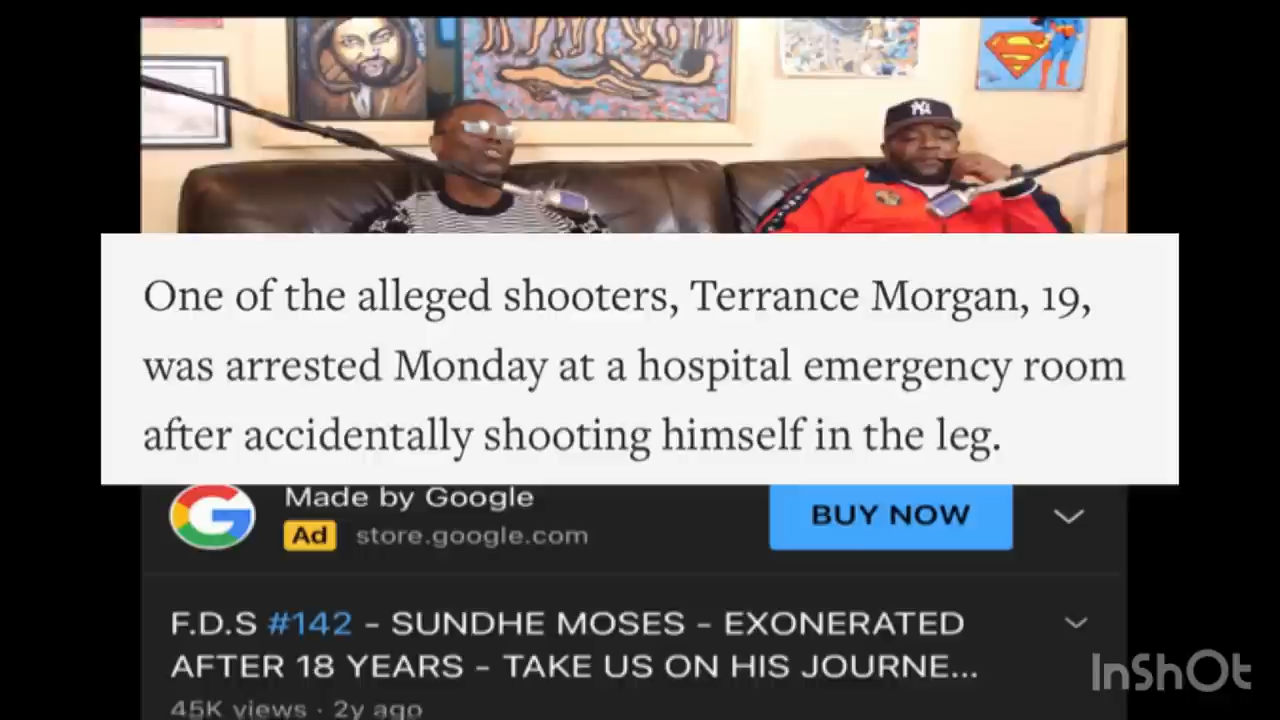 NY
One of the alleged shooters, Terrance Morgan, 19,
was arrested Monday at a hospital emergency room
after accidentally shooting himself in the leg.
Made by Google
BUY NOW
Ad store.google.com
F.D.S #142 - SUNDHE MOSES - EXONERATED
AFTER 18 YEARS - TAKE US ON HIS JOURNE...
45K views · 2y ago
InShOt